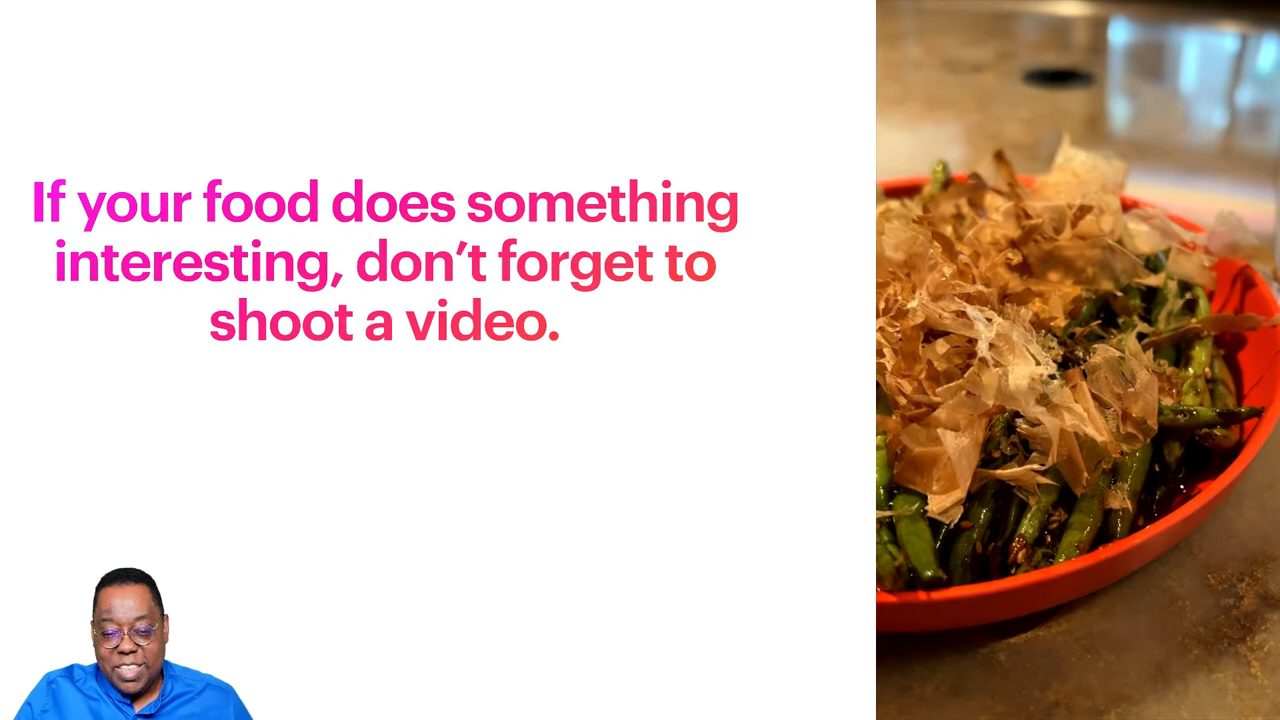 If your food does something
interesting, don’t forget to
shoot a video.